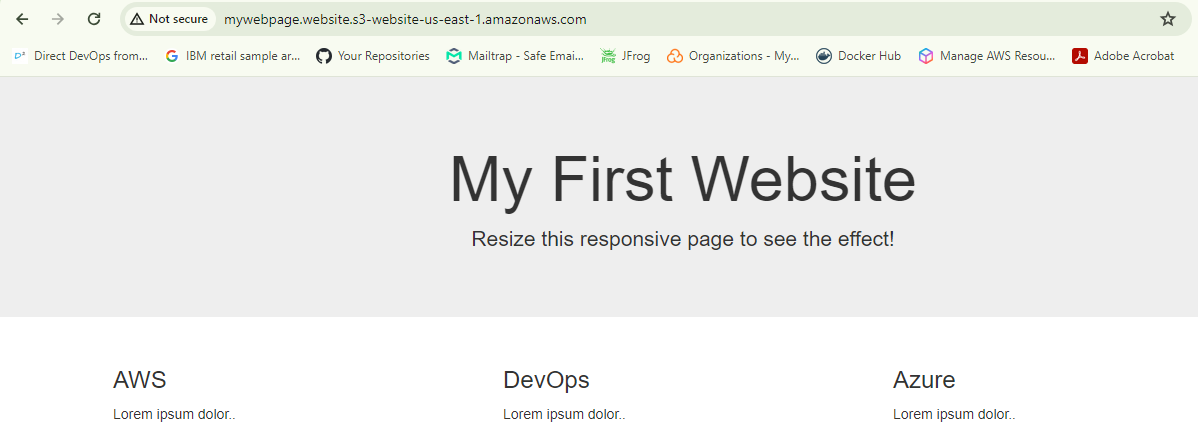 Not secure mywebpage.website.s3-website-us-east-1.amazonaws.com
Direct DevOps from... IBM retail sample ar... Your Repositories Mailtrap - Safe Emai... JFrog Organizations - My... Docker Hub Manage AWS Resou... Adobe Acrobat
My First Website
Resize this responsive page to see the effect!
AWS DevOps Azure
Lorem ipsum dolor.. Lorem ipsum dolor.. Lorem ipsum dolor..